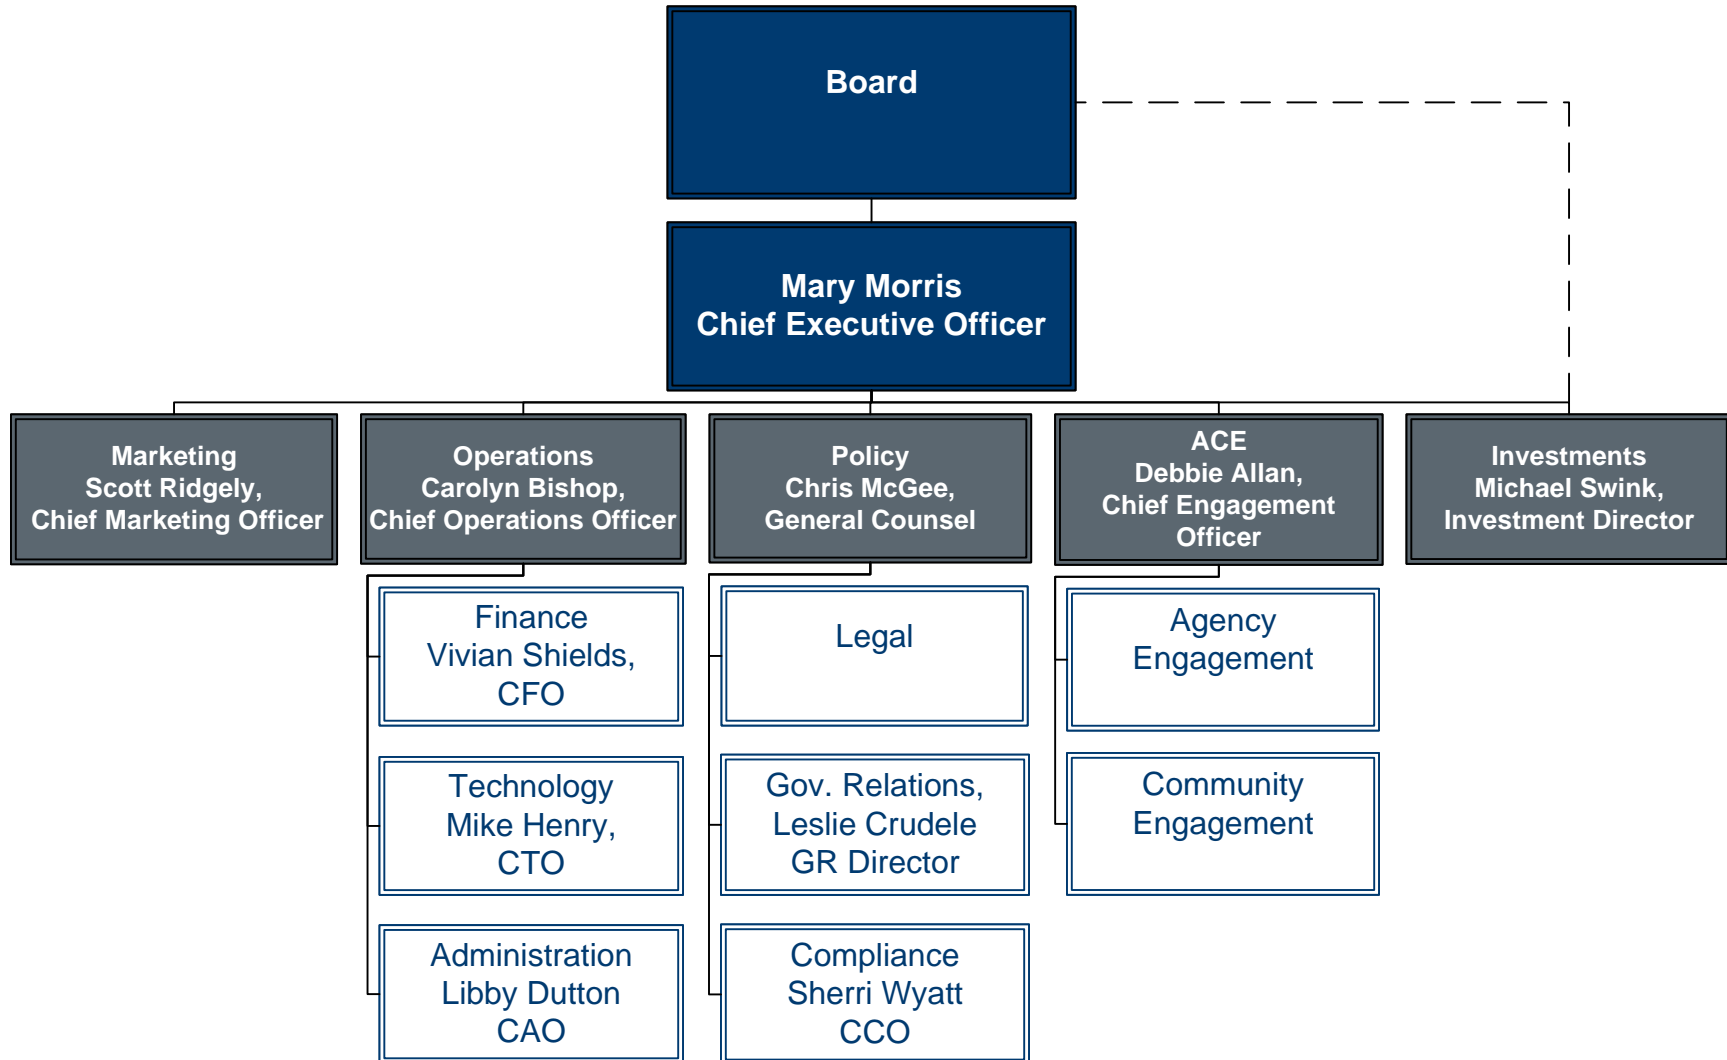 Board
Mary Morris
Chief Executive Officer
Marketing
Scott Ridgely,
Chief Marketing Officer
Operations
Carolyn Bishop,
Chief Operations Officer
Policy
Chris McGee,
General Counsel
ACE
Debbie Allan,
Chief Engagement
Officer
Investments
Michael Swink,
Investment Director
Finance
Vivian Shields,
CFO
Technology
Mike Henry,
CTO
Administration
Libby Dutton
CAO
Legal
Gov. Relations,
Leslie Crudele
GR Director
Compliance
Sherri Wyatt
CCO
Agency
Engagement
Community
Engagement